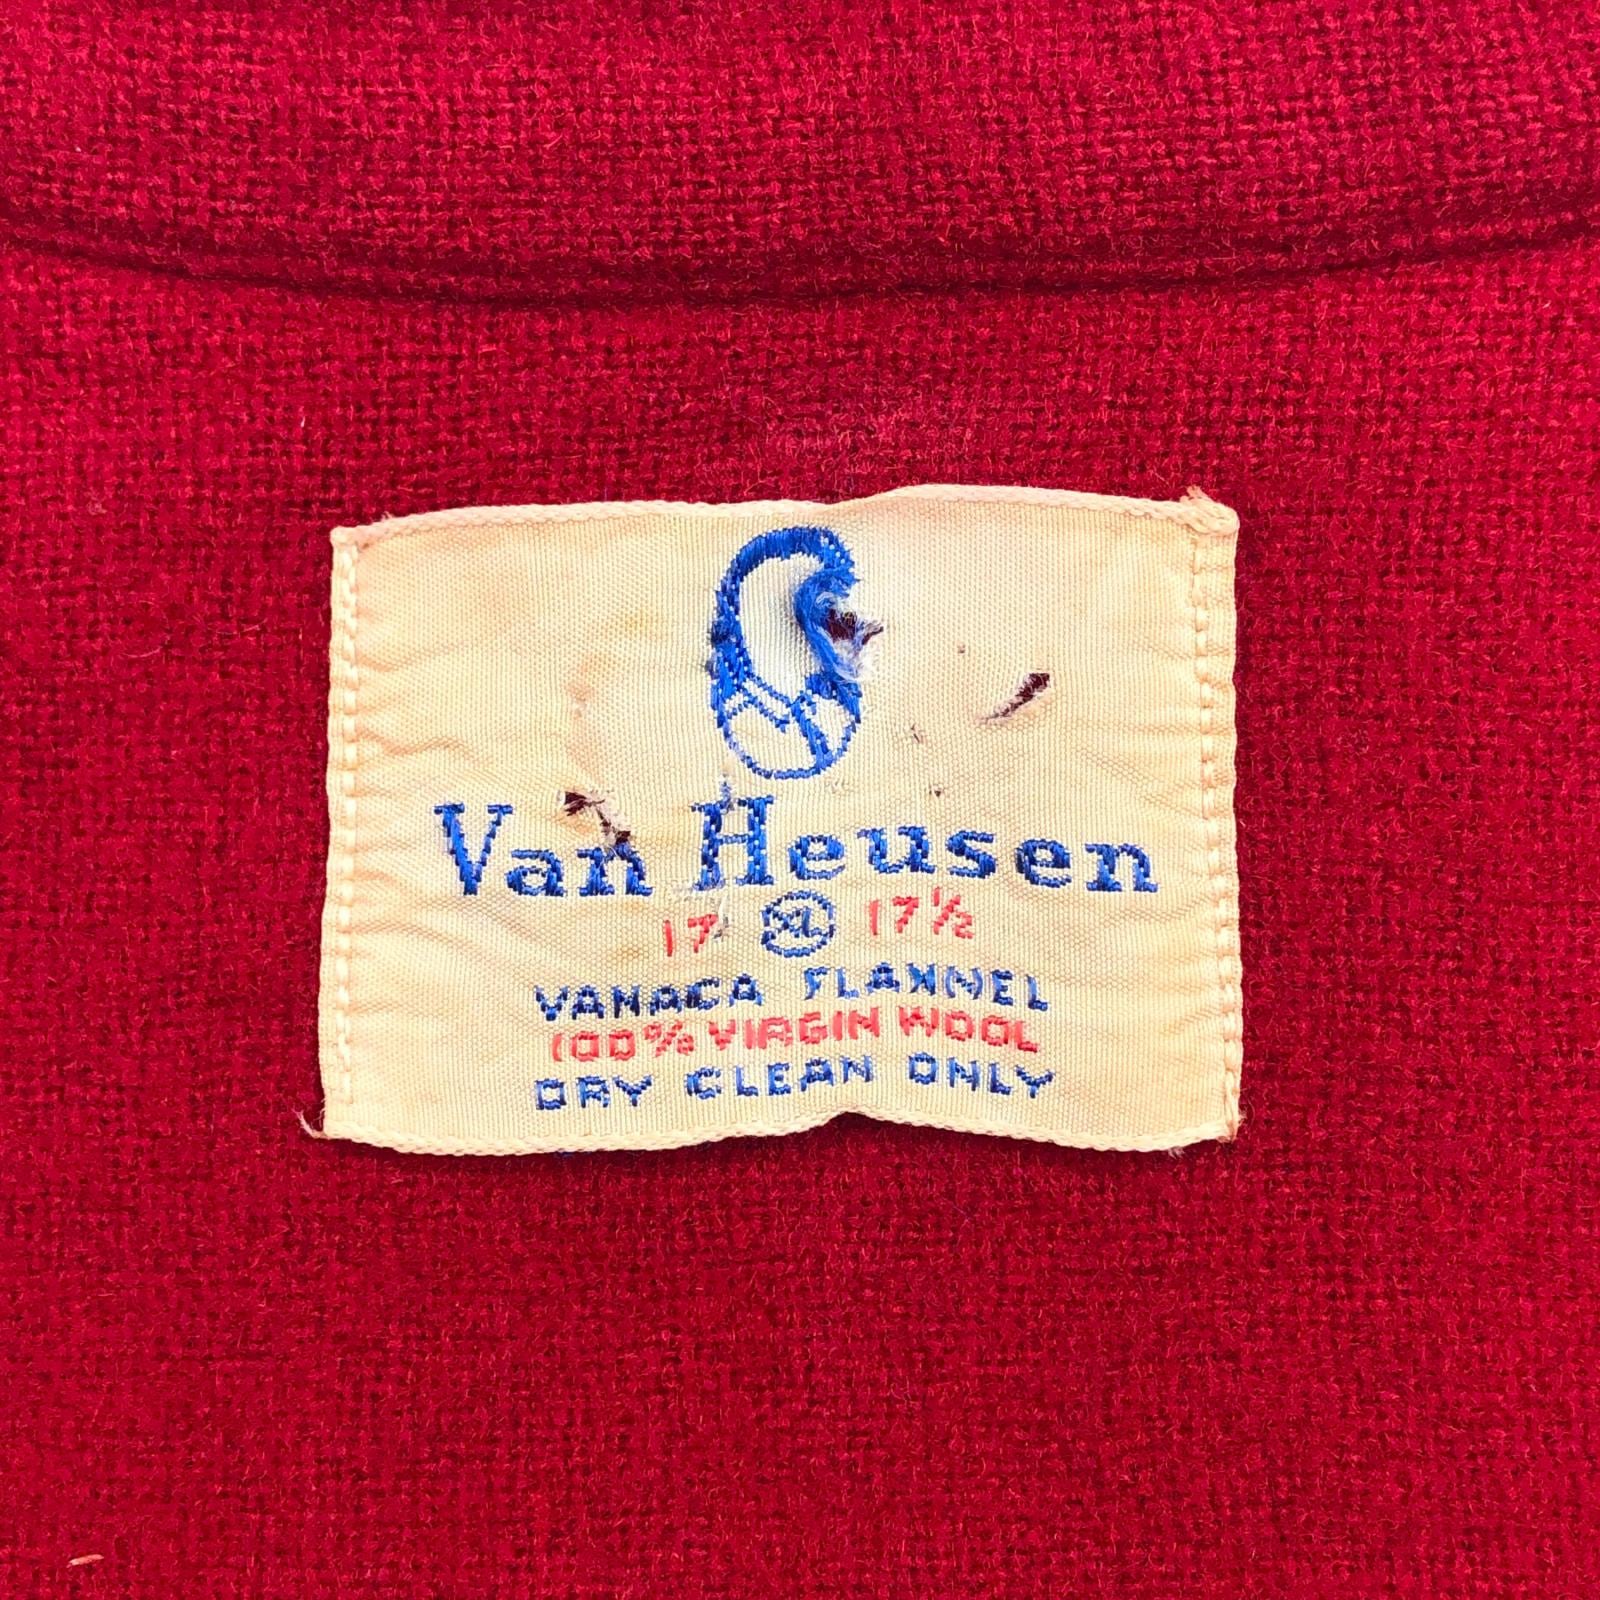 Van Heusen
17 XL 17½
VANACA FLANNEL
100% VIRGIN WOOL
DRY CLEAN ONLY